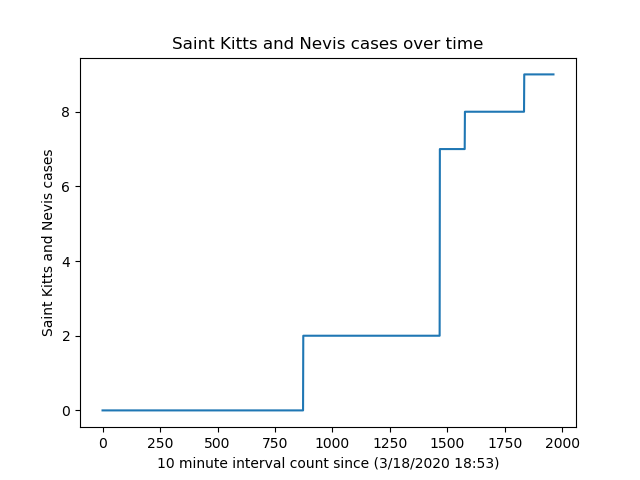 Saint Kitts and Nevis cases over time
Saint Kitts and Nevis cases
8
6
4
2
0
0 250 500 750 1000 1250 1500 1750 2000
10 minute interval count since (3/18/2020 18:53)